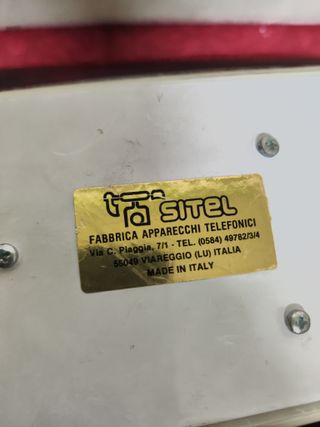 SITEL
FABBRICA APPARECCHI TELEFONICI
Via C. Piaggia, 7/1 - TEL. (0584) 49782/3/4
55049 VIAREGGIO (LU) ITALIA
MADE IN ITALY